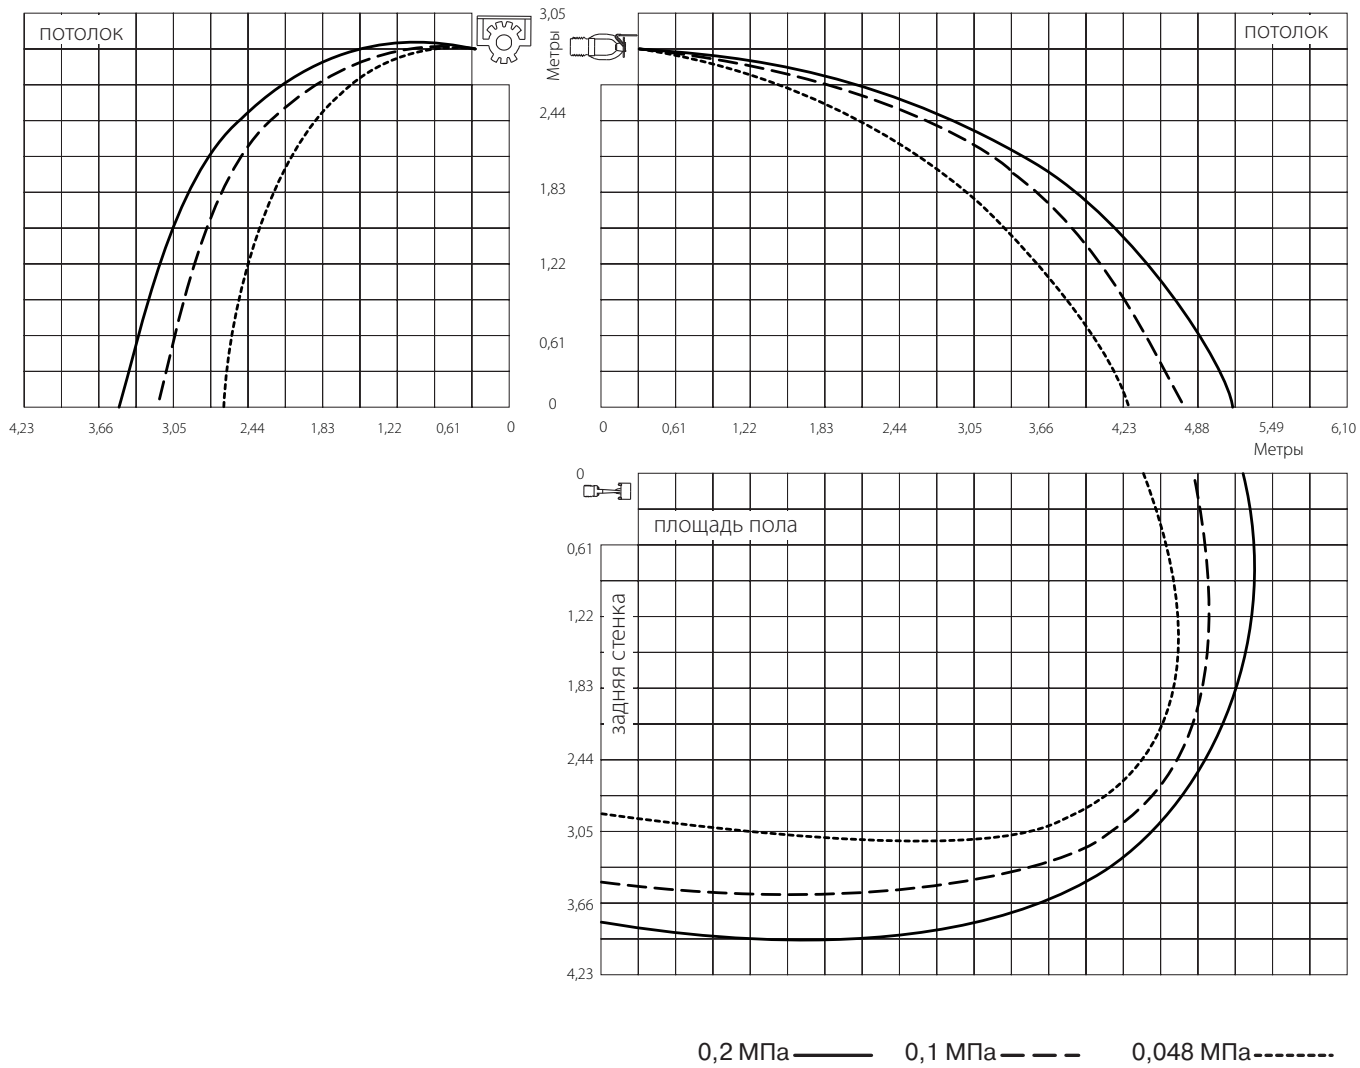 ПОТОЛОК
3,05
Метры
2,44
1,83
1,22
0,61
0
4,23 3,66 3,05 2,44 1,83 1,22 0,61 0
ПОТОЛОК
0 0,61 1,22 1,83 2,44 3,05 3,66 4,23 4,88 5,49 6,10
Метры
0
площадь пола
0,61
задняя стенка
1,22
1,83
2,44
3,05
3,66
4,23
0,2 МПа 0,1 МПа 0,048 МПа